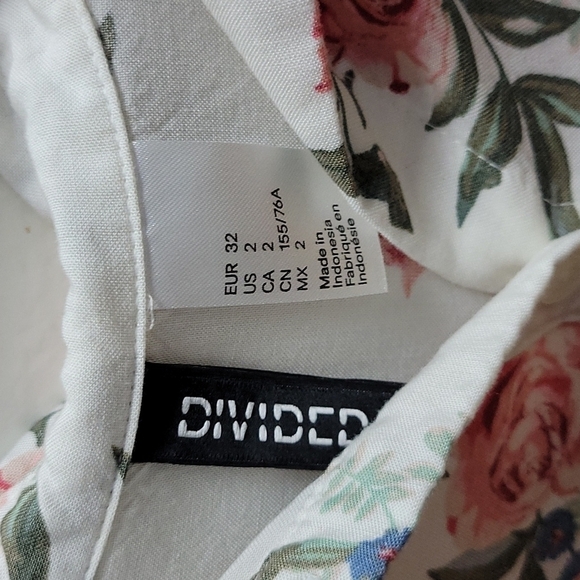 EUR 32
US 2
CA 2
CN 155/76A
MX 2
Made in
Indonesia
Fabriqué en
Indonésie
DIVIDED